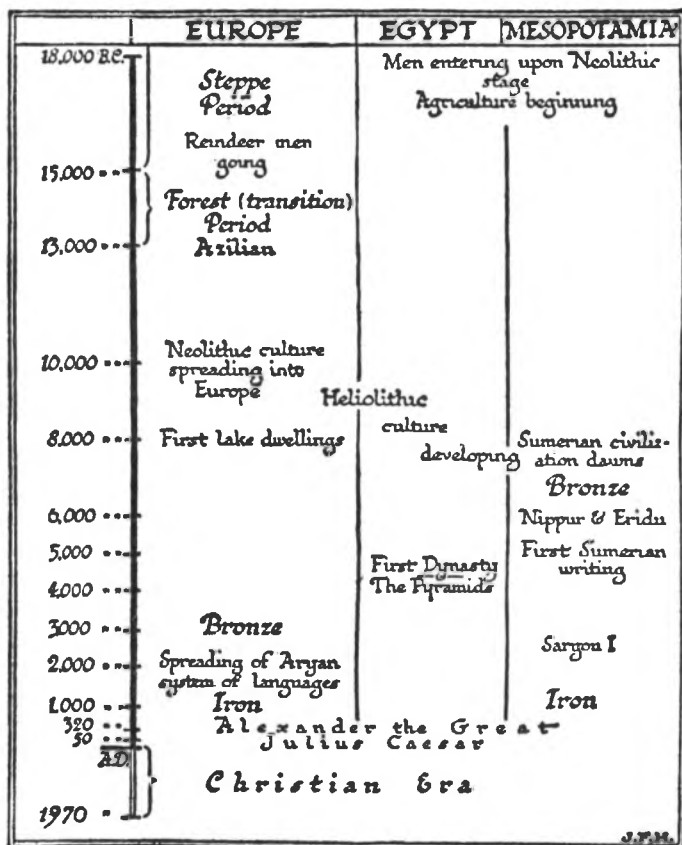 EUROPE EGYPT MESOPOTAMIA
18,000 B.C.
Steppe
Period
Men entering upon Neolithic
stage
Agriculture beginning
Reindeer men
going
15,000
Forest (transition)
Period
13,000
Azilian
10,000
Neolithic culture
spreading into
Europe
Heliolithic
culture
developing
8,000
First lake dwellings
Sumerian civiliz-
ation dawns
Bronze
6,000
Nippur & Eridu
5,000
First Sumerian
writing
First Dynasty
The Pyramids
4,000
3,000
Bronze
Sargon I
2,000
Spreading of Aryan
system of languages
1,000
Iron Iron
320
Alexander the Great
50
Julius Caesar
A.D.
Christian Era
1970
J.F.H.